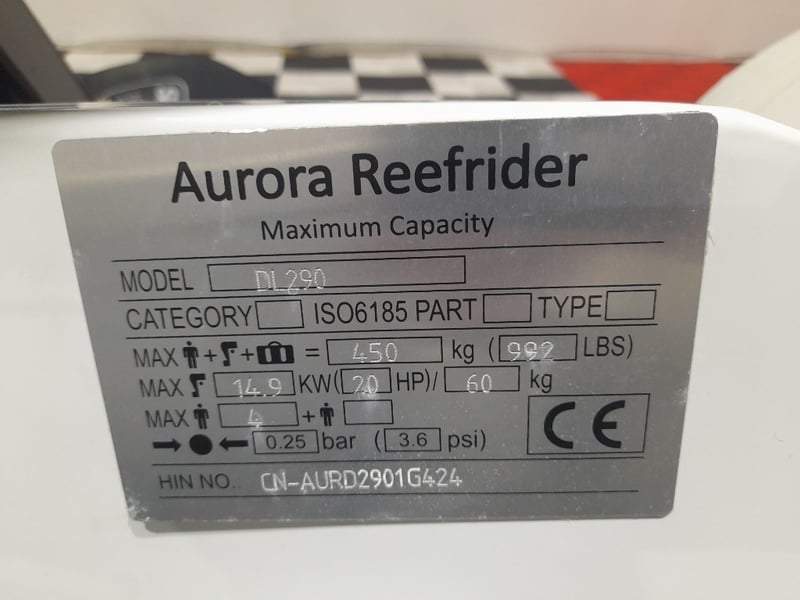 Aurora Reefrider
Maximum Capacity
MODEL DL290
CATEGORY ISO6185 PART TYPE
MAX + + = 450 kg (992 LBS)
MAX 14.9 KW(20 HP)/ 60 kg
MAX 4 +
0.25 bar (3.6 psi)
CE
HIN NO.. CN-AURD2901G424